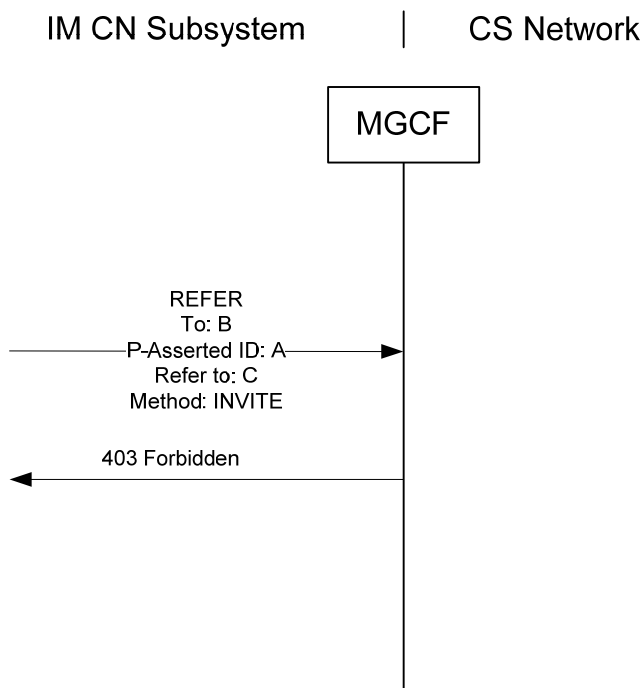 IM CN Subsystem | CS Network
MGCF
REFER
To: B
P-Asserted ID: A
Refer to: C
Method: INVITE
403 Forbidden